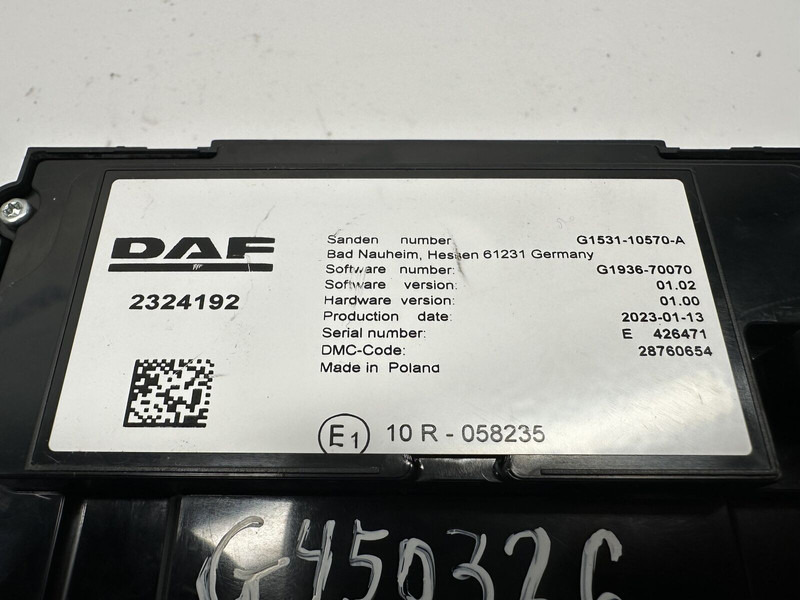 DAF
2324192
Sanden number G1531-10570-A
Bad Nauheim, Hessen 61231 Germany
Software number: G1936-70070
Software version: 01.02
Hardware version: 01.00
Production date: 2023-01-13
Serial number: E 426471
DMC-Code: 28760654
Made in Poland
E1 10 R - 058235